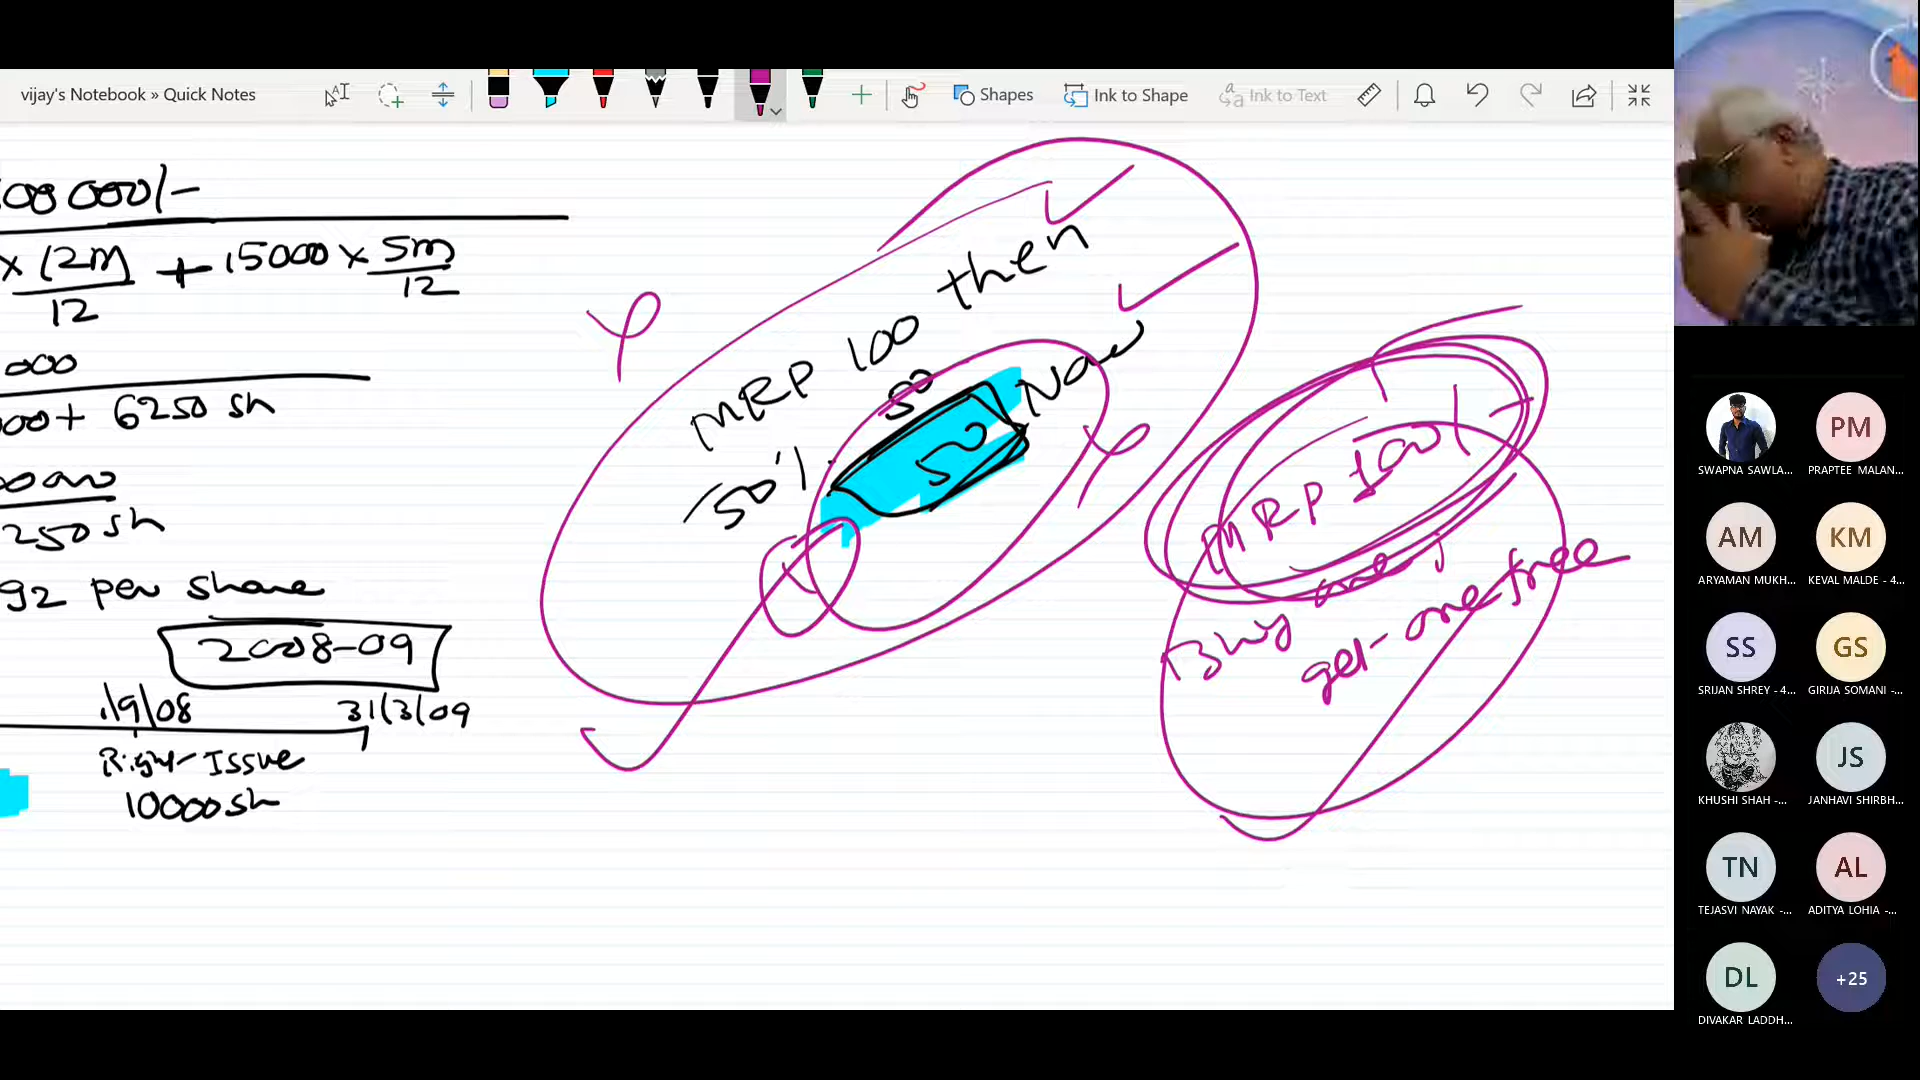 vijay's Notebook » Quick Notes
Shapes
Ink to Shape
Ink to Text
08000/-
x 12m/12 + 15000 x 5m/12
000
000 + 6250 sh
250 sh
92 per share
2008-09
1/9/08 31/3/09
Right Issue
10000 sh
MRP 100 then
50
50% 50 Now
MRP 100/-
Buy one
get one free
SWAPNA SAWLA...
PM
PRAPTEE MALAN...
AM
ARYAMAN MUKH...
KM
KEVAL MALDE - 4...
SS
SRIJAN SHREY - 4...
GS
GIRIJA SOMANI -...
KHUSHI SHAH -...
JS
JANHAVI SHIRBH...
TN
TEJASVI NAYAK -...
AL
ADITYA LOHIA -...
DL
DIVAKAR LADDH...
+25